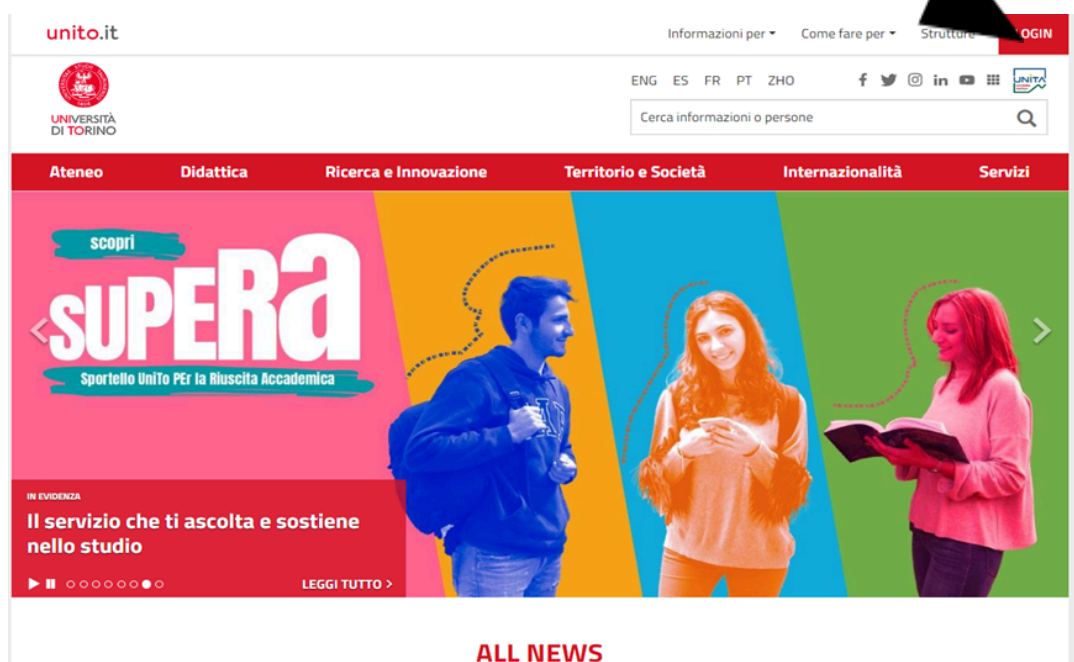 unito.it
Informazioni per
Come fare per
Strutture
OGIN
UNIVERSITÀ
DI TORINO
ENG ES FR PT ZHO
UNITA
Cerca informazioni o persone
Ateneo
Didattica
Ricerca e Innovazione
Territorio e Società
Internazionalità
Servizi
scopri
SUPERa
Sportello UniTo PEr la Riuscita Accademica
IN EVIDENZA
Il servizio che ti ascolta e sostiene
nello studio
LEGGI TUTTO >
ALL NEWS